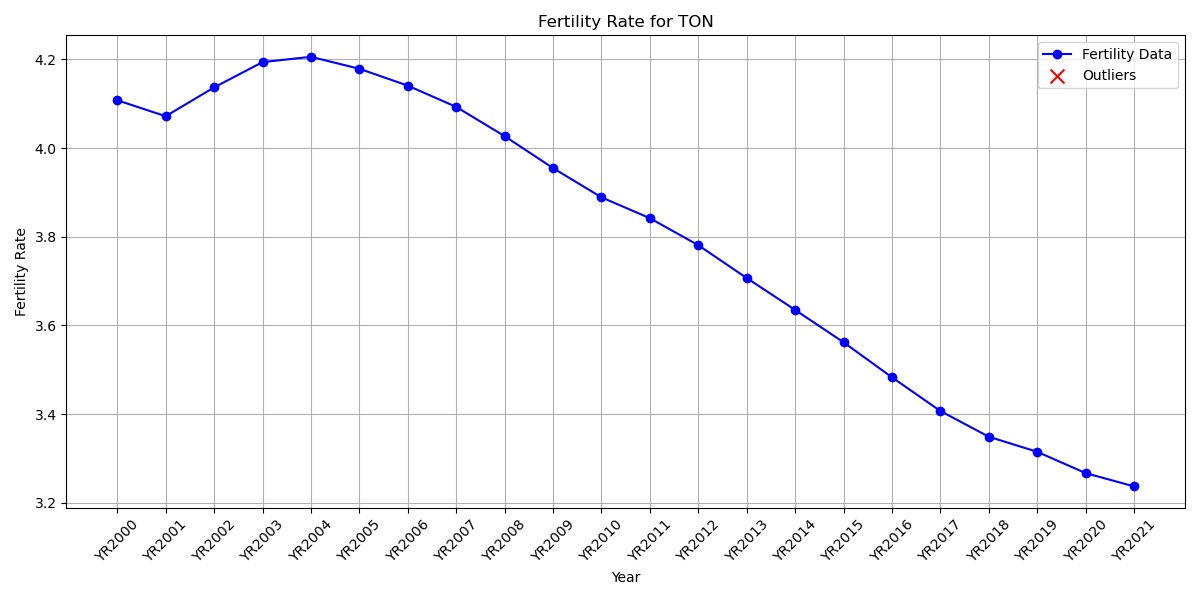 Fertility Rate for TON
Fertility Data
Outliers
Fertility Rate
4.2
4.0
3.8
3.6
3.4
3.2
YR2000
YR2001
YR2002
YR2003
YR2004
YR2005
YR2006
YR2007
YR2008
YR2009
YR2010
YR2011
YR2012
YR2013
YR2014
YR2015
YR2016
YR2017
YR2018
YR2019
YR2020
YR2021
Year